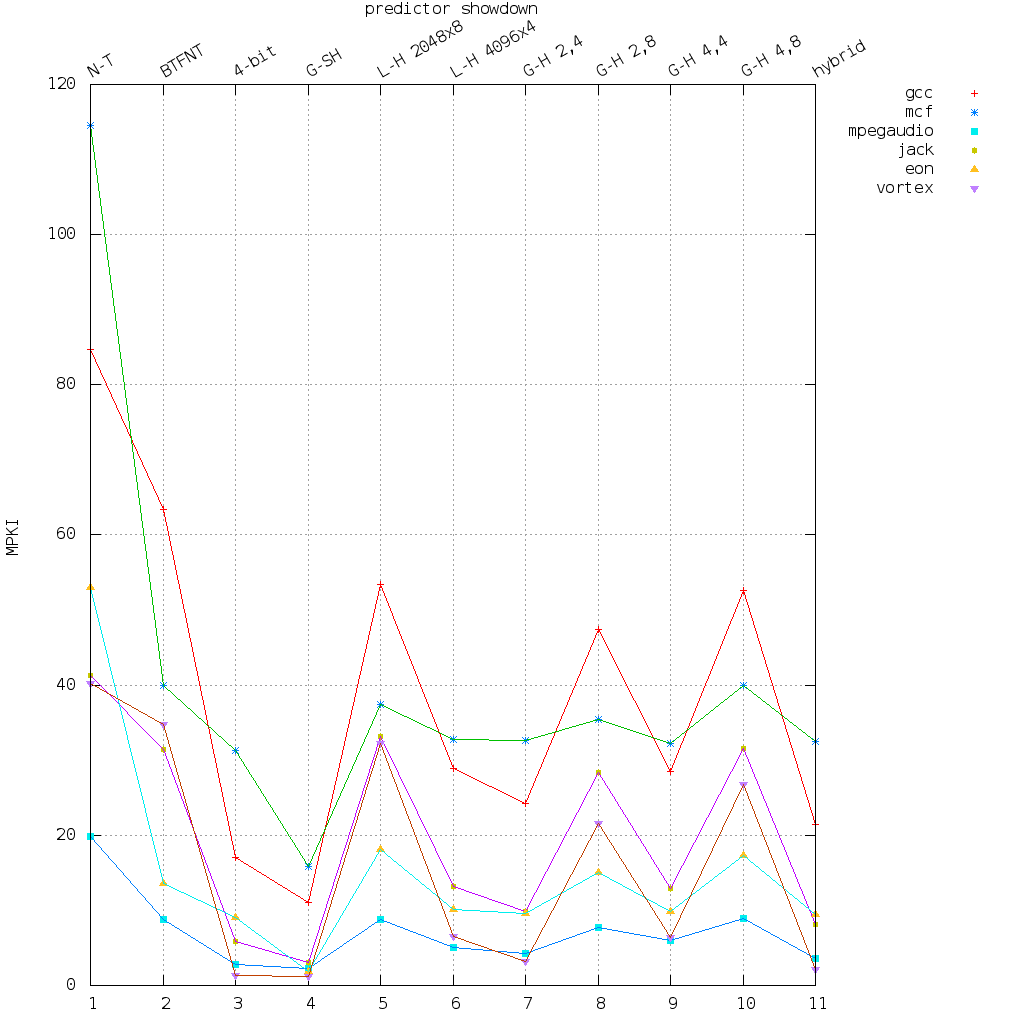 predictor showdown
N-T BTFNT 4-bit G-SH L-H 2048x8 L-H 4096x4 G-H 2,4 G-H 2,8 G-H 4,4 G-H 4,8 hybrid
120
100
80
60
40
20
0
MPKI
1 2 3 4 5 6 7 8 9 10 11
gcc
mcf
mpegaudio
jack
eon
vortex